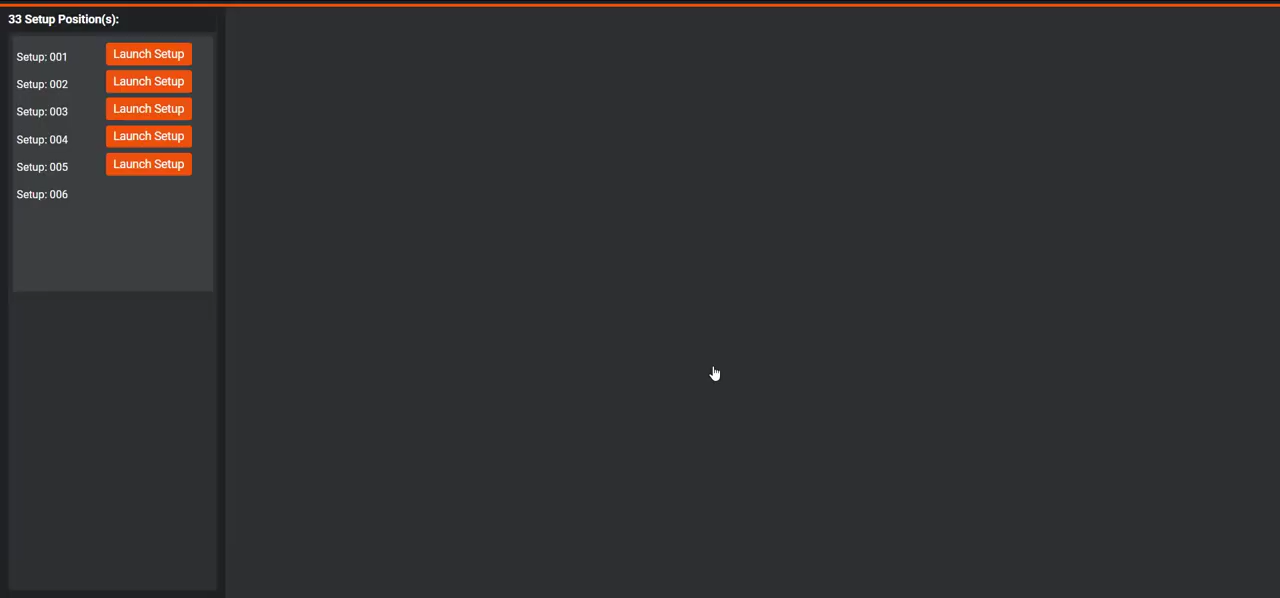 33 Setup Position(s):
Setup: 001 Launch Setup
Setup: 002 Launch Setup
Setup: 003 Launch Setup
Setup: 004 Launch Setup
Setup: 005 Launch Setup
Setup: 006